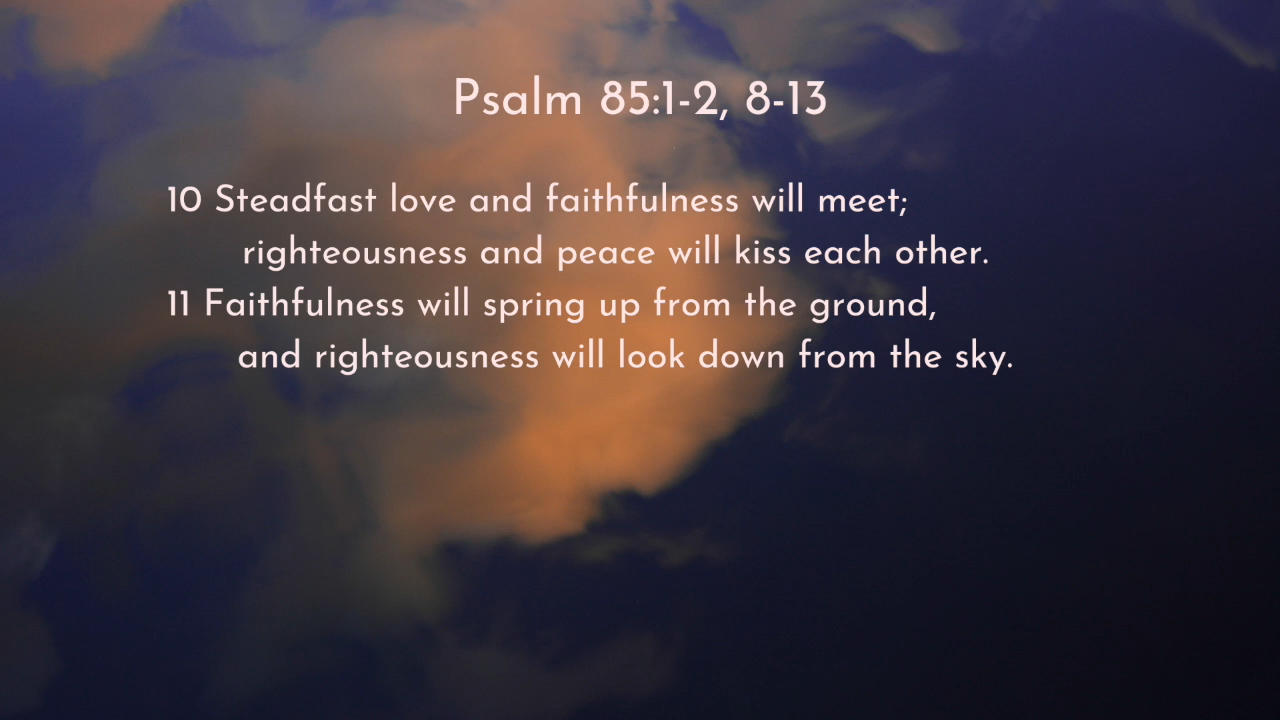 Psalm 85:1-2, 8-13
10 Steadfast love and faithfulness will meet;
righteousness and peace will kiss each other.
11 Faithfulness will spring up from the ground,
and righteousness will look down from the sky.